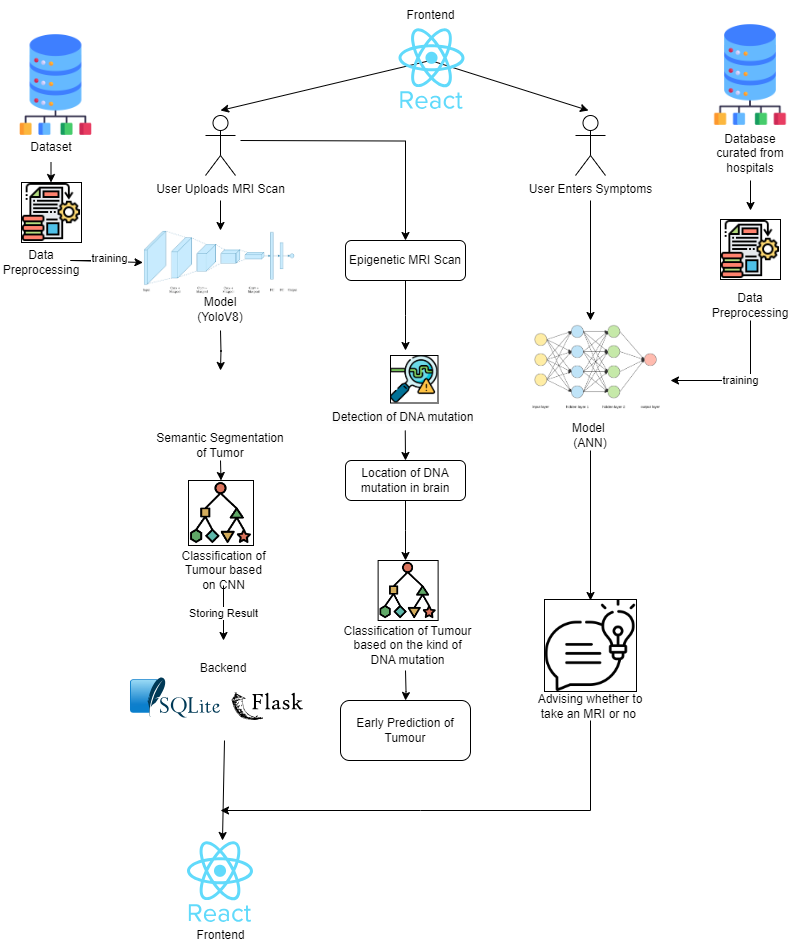 Frontend
React
Dataset
Database
curated from
hospitals
User Uploads MRI Scan
User Enters Symptoms
Data
Preprocessing
training
Epigenetic MRI Scan
Model
(YoloV8)
Data
Preprocessing
training
Detection of DNA mutation
Model
(ANN)
Semantic Segmentation
of Tumor
Location of DNA
mutation in brain
Classification of
Tumour based
on CNN
Storing Result
Classification of Tumour
based on the kind of
DNA mutation
Backend
SQLite
Flask
Advising whether to
take an MRI or no
Early Prediction of
Tumour
React
Frontend